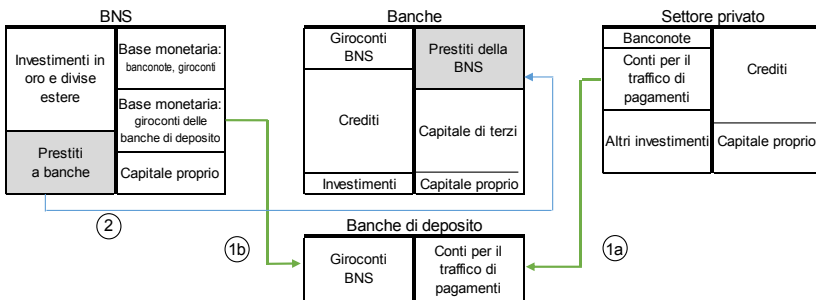 BNS
Investimenti in
oro e divise
estere
Prestiti
a banche
Base monetaria:
banconote, giroconti
Base monetaria:
giroconti delle
banche di deposito
Capitale proprio
Banche
Giroconti
BNS
Crediti
Investimenti
Prestiti della
BNS
Capitale di terzi
Capitale proprio
Settore privato
Banconote
Conti per il
traffico di
pagamenti
Altri investimenti
Crediti
Capitale proprio
2
1b
1a
Banche di deposito
Giroconti
BNS
Conti per il
traffico di
pagamenti